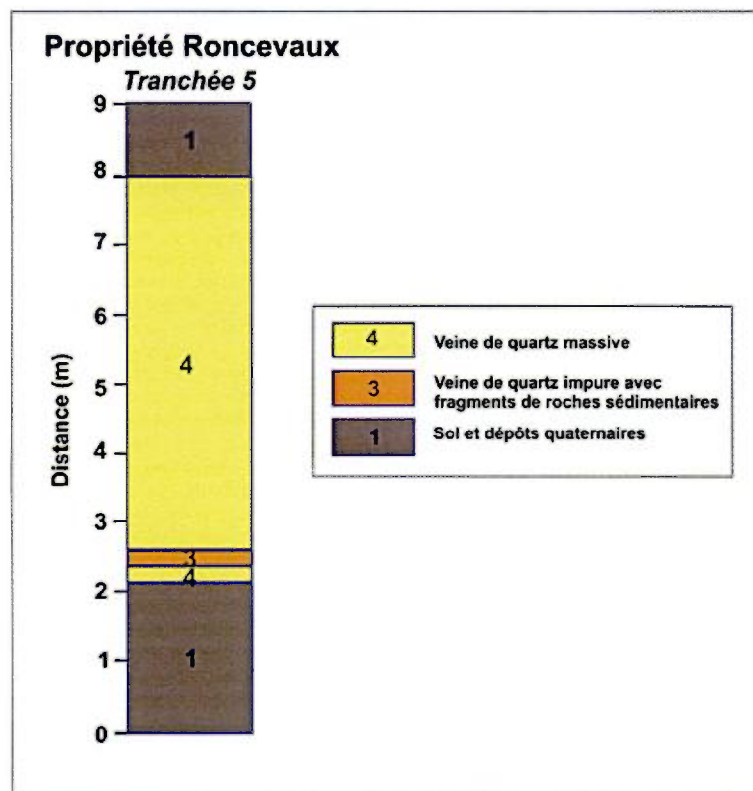 Propriété Roncevaux
Tranchée 5
Distance (m)
9
8
7
6
5
4
3
2
1
0
1
4
3
4
1
4 Veine de quartz massive
3 Veine de quartz impure avec
fragments de roches sédimentaires
1 Sol et dépôts quaternaires